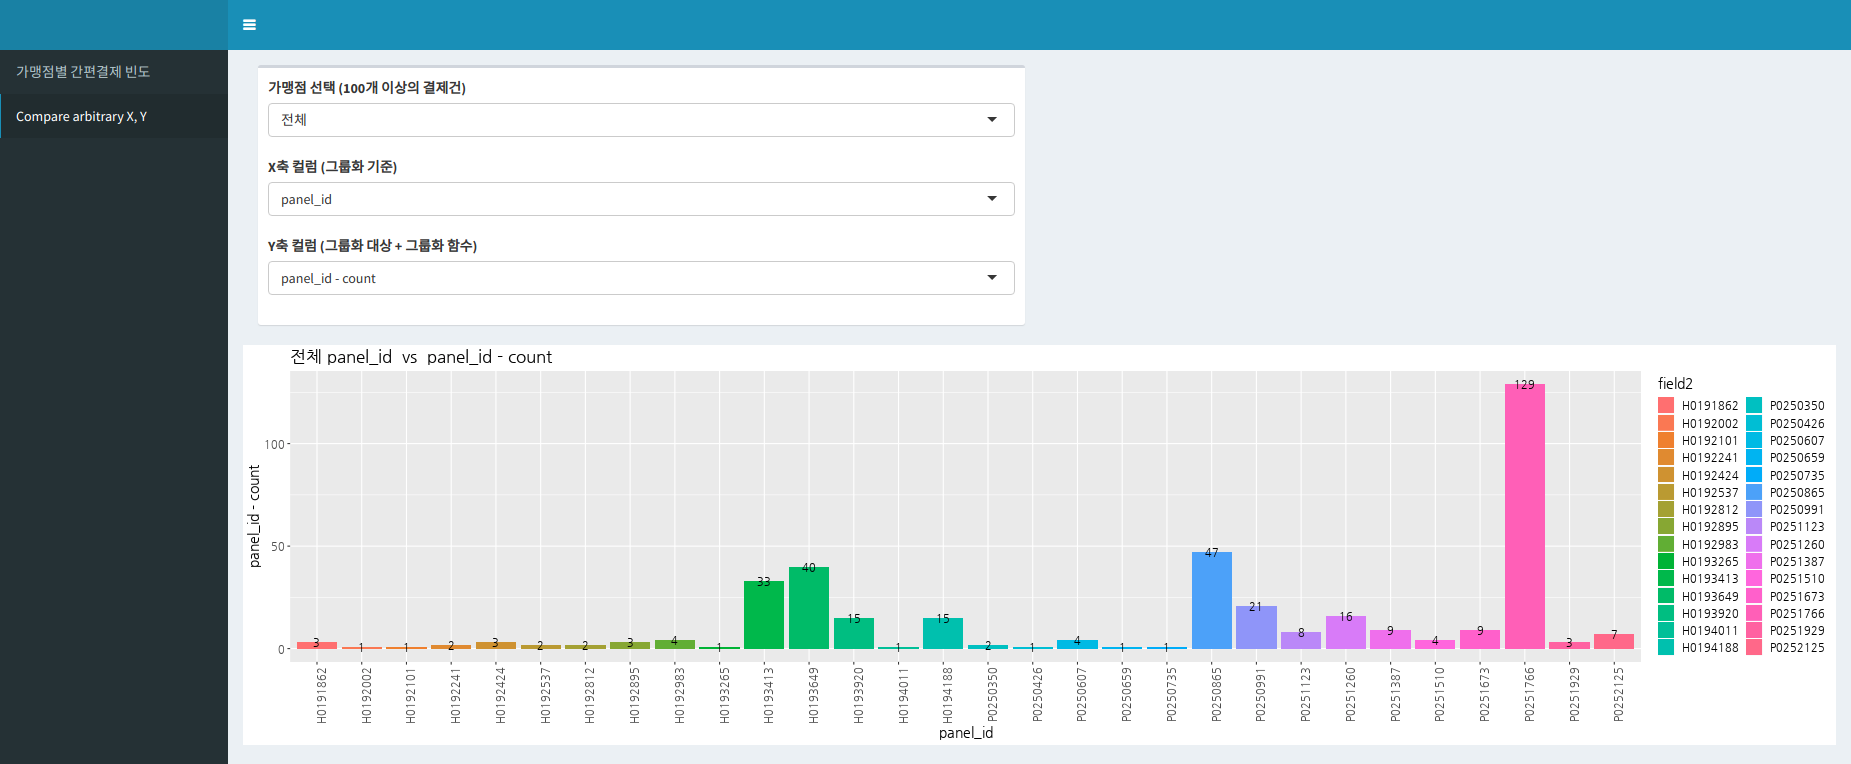 가맹점별 간편결제 빈도
Compare arbitrary X, Y
가맹점 선택 (100개 이상의 결제건)
전체
X축 컬럼 (그룹화 기준)
panel_id
Y축 컬럼 (그룹화 대상 + 그룹화 함수)
panel_id - count
전체 panel_id vs panel_id - count
panel_id - count
100
50
0
3 1 1 2 3 2 2 3 4 1 33 40 15 1 15 2 1 4 1 1 47 21 8 16 9 4 9 129 3 7
H0191862 H0192002 H0192101 H0192241 H0192424 H0192537 H0192812 H0192895 H0192983 H0193265 H0193413 H0193649 H0193920 H0194011 H0194188 P0250350 P0250426 P0250607 P0250659 P0250735 P0250865 P0250991 P0251123 P0251260 P0251387 P0251510 P0251673 P0251766 P0251929 P0252125
panel_id
field2
H0191862 P0250350
H0192002 P0250426
H0192101 P0250607
H0192241 P0250659
H0192424 P0250735
H0192537 P0250865
H0192812 P0250991
H0192895 P0251123
H0192983 P0251260
H0193265 P0251387
H0193413 P0251510
H0193649 P0251673
H0193920 P0251766
H0194011 P0251929
H0194188 P0252125